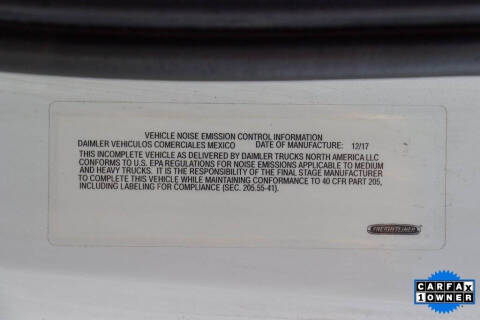 VEHICLE NOISE EMISSION CONTROL INFORMATION
DAIMLER VEHICULOS COMERCIALES MEXICO DATE OF MANUFACTURE: 12/17
THIS INCOMPLETE VEHICLE AS DELIVERED BY DAIMLER TRUCKS NORTH AMERICA LLC
CONFORMS TO U.S. EPA REGULATIONS FOR NOISE EMISSIONS APPLICABLE TO MEDIUM
AND HEAVY TRUCKS. IT IS THE RESPONSIBILITY OF THE FINAL STAGE MANUFACTURER
TO COMPLETE THIS VEHICLE WHILE MAINTAINING CONFORMANCE TO 40 CFR PART 205,
INCLUDING LABELING FOR COMPLIANCE (SEC. 205.55-41).
FREIGHTLINER
CARFAX
1 OWNER